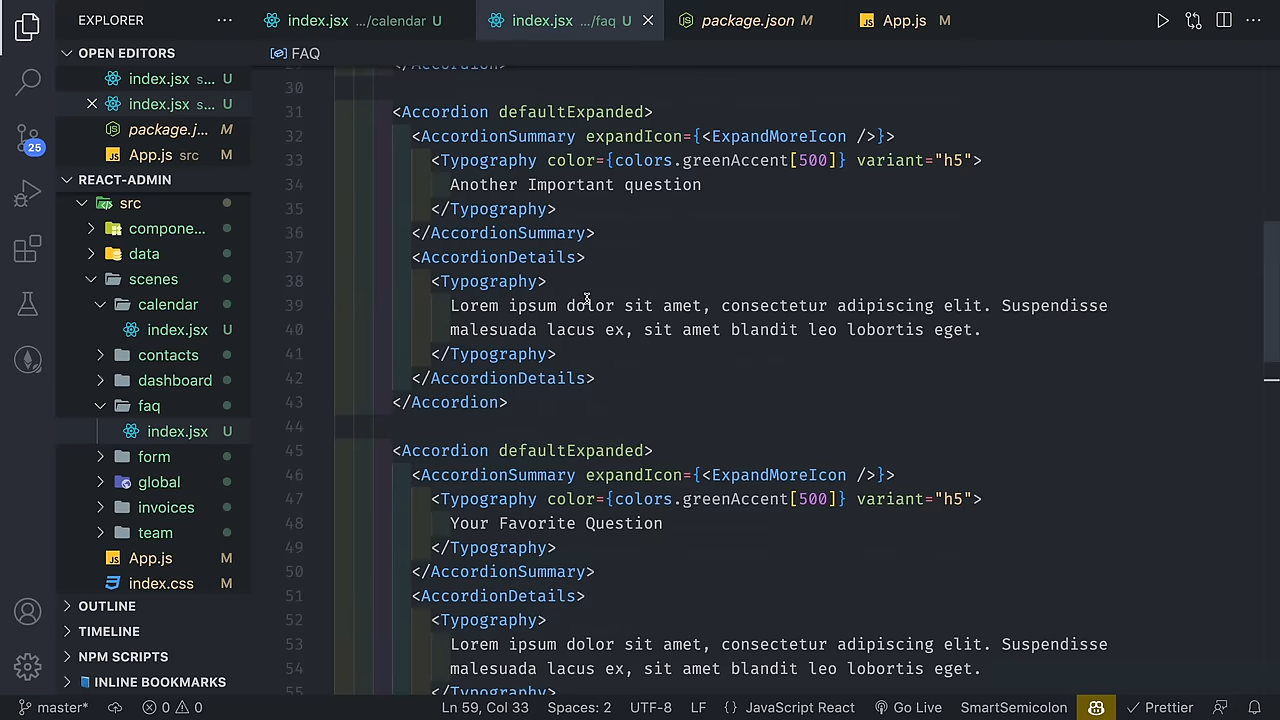 EXPLORER
index.jsx .../calendar U
index.jsx .../faq U
package.json M
App.js M
OPEN EDITORS
FAQ
index.jsx s... U
index.jsx s... U
package.j... M
App.js src M
REACT-ADMIN
src
compone...
data
scenes
calendar
index.jsx U
contacts
dashboard
faq
index.jsx U
form
global
invoices
team
App.js M
index.css M
OUTLINE
TIMELINE
NPM SCRIPTS
INLINE BOOKMARKS
25
29 </Accordion>
30
31 <Accordion defaultExpanded>
32 <AccordionSummary expandIcon={<ExpandMoreIcon />}>
33 <Typography color={colors.greenAccent[500]} variant="h5">
34 Another Important question
35 </Typography>
36 </AccordionSummary>
37 <AccordionDetails>
38 <Typography>
39 Lorem ipsum dolor sit amet, consectetur adipiscing elit. Suspendisse
40 malesuada lacus ex, sit amet blandit leo lobortis eget.
41 </Typography>
42 </AccordionDetails>
43 </Accordion>
44
45 <Accordion defaultExpanded>
46 <AccordionSummary expandIcon={<ExpandMoreIcon />}>
47 <Typography color={colors.greenAccent[500]} variant="h5">
48 Your Favorite Question
49 </Typography>
50 </AccordionSummary>
51 <AccordionDetails>
52 <Typography>
53 Lorem ipsum dolor sit amet, consectetur adipiscing elit. Suspendisse
54 malesuada lacus ex, sit amet blandit leo lobortis eget.
55 </Typography>
master* 0 0 Ln 59, Col 33 Spaces: 2 UTF-8 LF {} JavaScript React Go Live SmartSemicolon Prettier